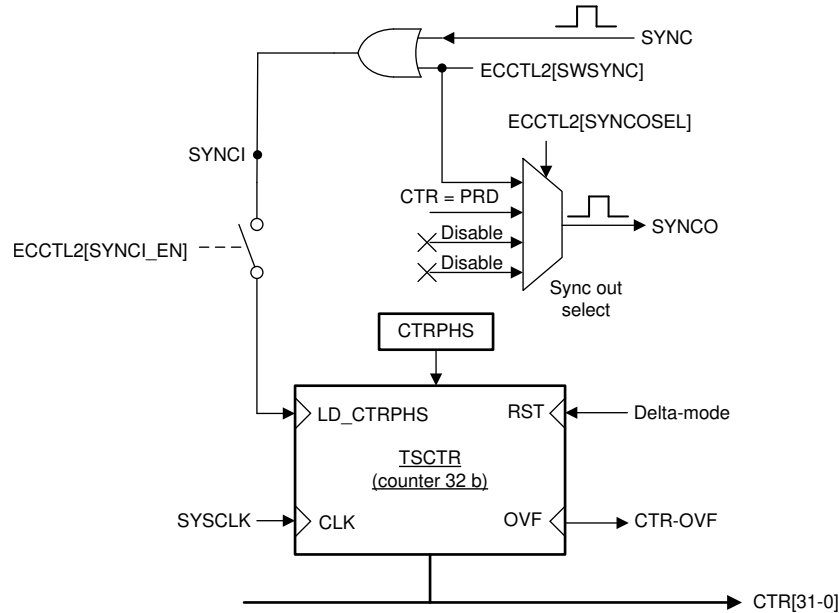 SYNC
ECCTL2[SWSYNC]
ECCTL2[SYNCOSEL]
SYNCI
CTR = PRD
SYNCO
Disable
ECCTL2[SYNCI_EN]
Disable
Sync out
select
CTRPHS
LD_CTRPHS
RST
Delta-mode
TSCTR
(counter 32 b)
SYSCLK
CLK
OVF
CTR-OVF
CTR[31-0]